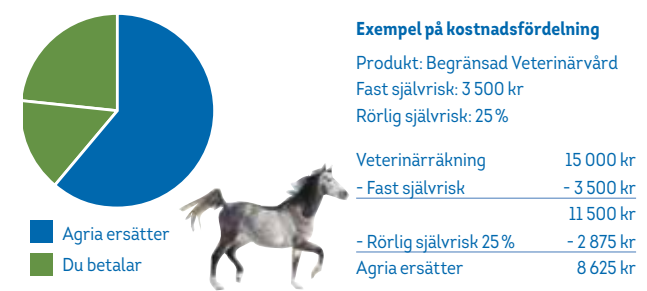 Exempel på kostnadsfördelning
Produkt: Begränsad Veterinärvård
Fast självrisk: 3 500 kr
Rörlig självrisk: 25 %
Veterinärräkning 15 000 kr
- Fast självrisk - 3 500 kr
11 500 kr
- Rörlig självrisk 25 % - 2 875 kr
Agria ersätter 8 625 kr
Agria ersätter
Du betalar